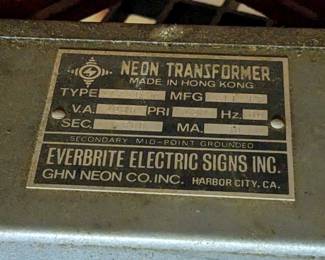 NEON TRANSFORMER
MADE IN HONG KONG
TYPE MFG
V.A. PRI Hz.
SEC. MA.
SECONDARY MID-POINT GROUNDED
EVERBRITE ELECTRIC SIGNS INC.
GHN NEON CO. INC. HARBOR CITY, CA.